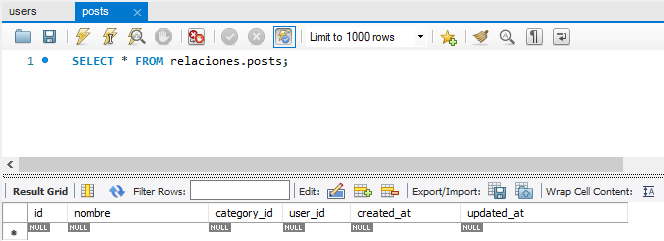 users posts ×
Limit to 1000 rows
1 SELECT * FROM relaciones.posts;
Result Grid Filter Rows: Edit: Export/Import: Wrap Cell Content:
id nombre category_id user_id created_at updated_at
NULL NULL NULL NULL NULL NULL